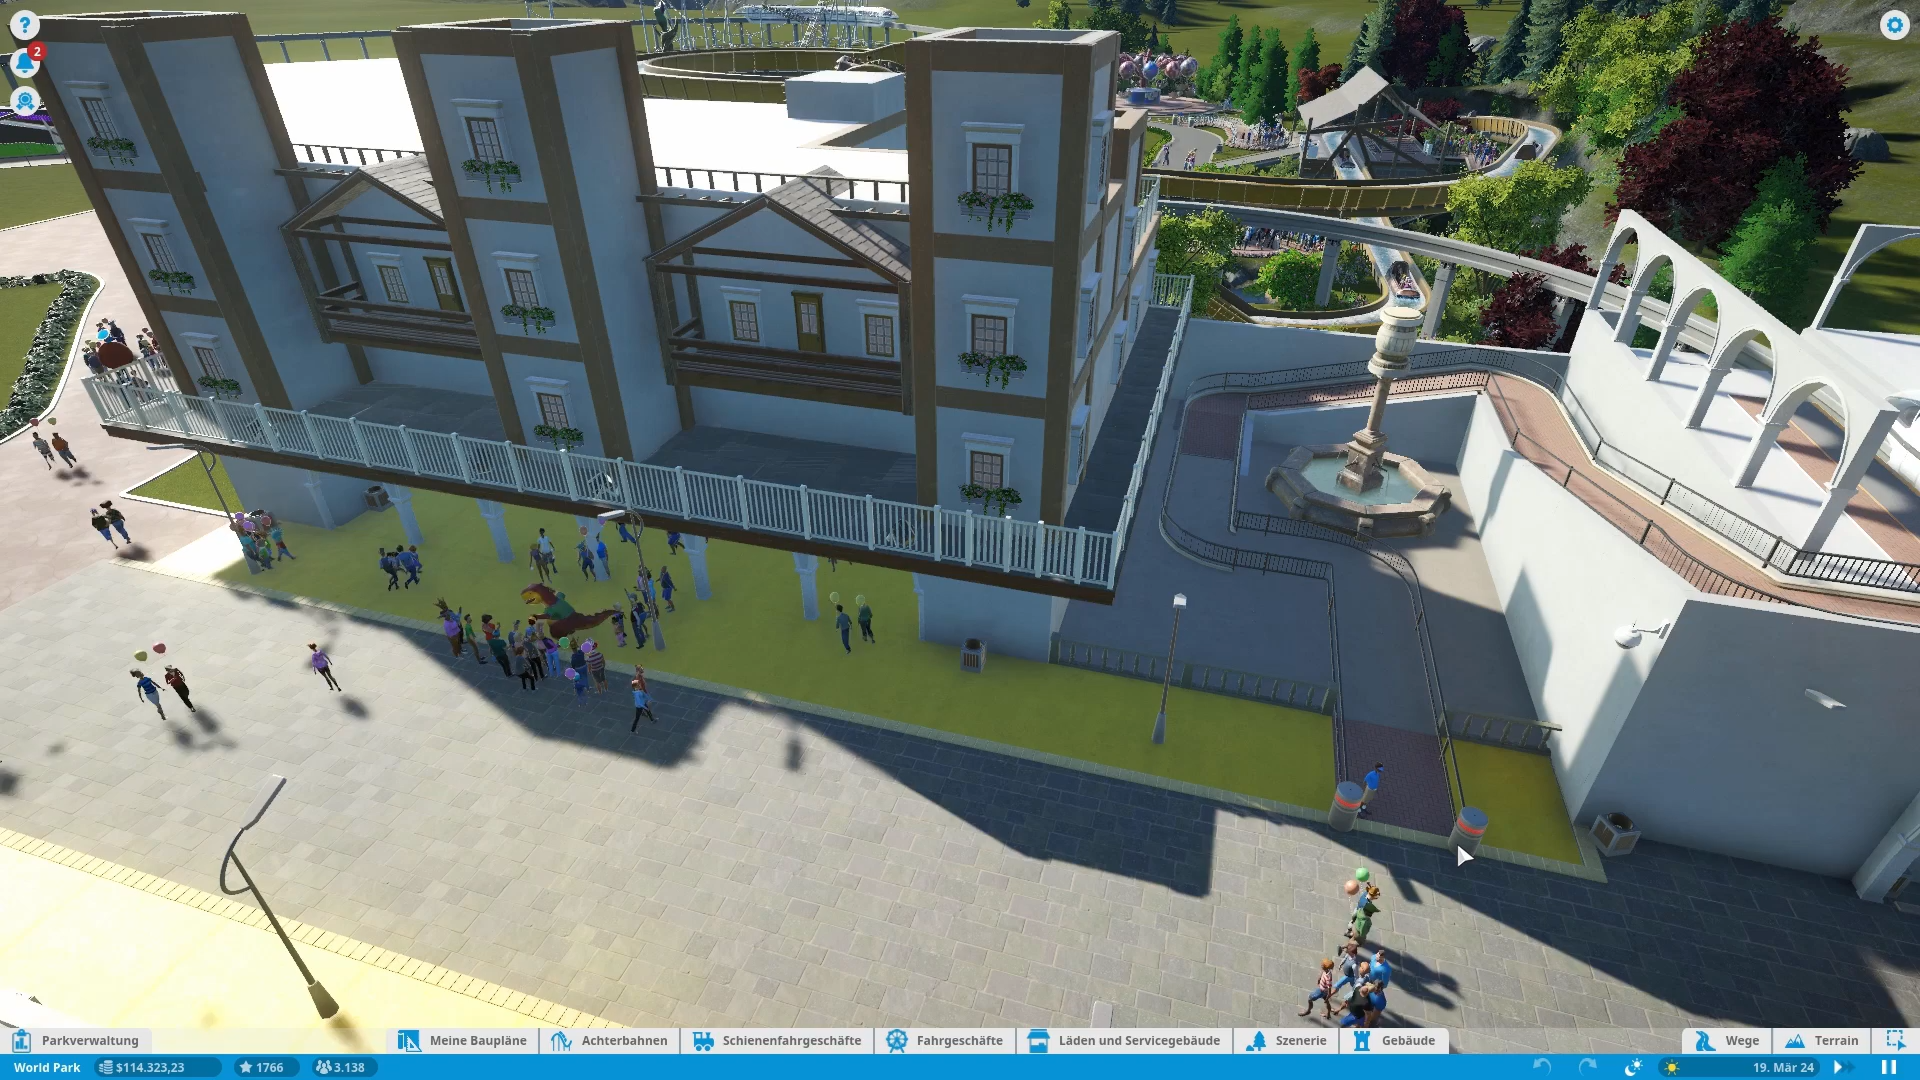 ?
2
Parkverwaltung
Meine Baupläne
Achterbahnen
Schienenfahrgeschäfte
Fahrgeschäfte
Läden und Servicegebäude
Szenerie
Gebäude
Wege
Terrain
World Park
$114.323,23
1766
3.138
19. Mär 24